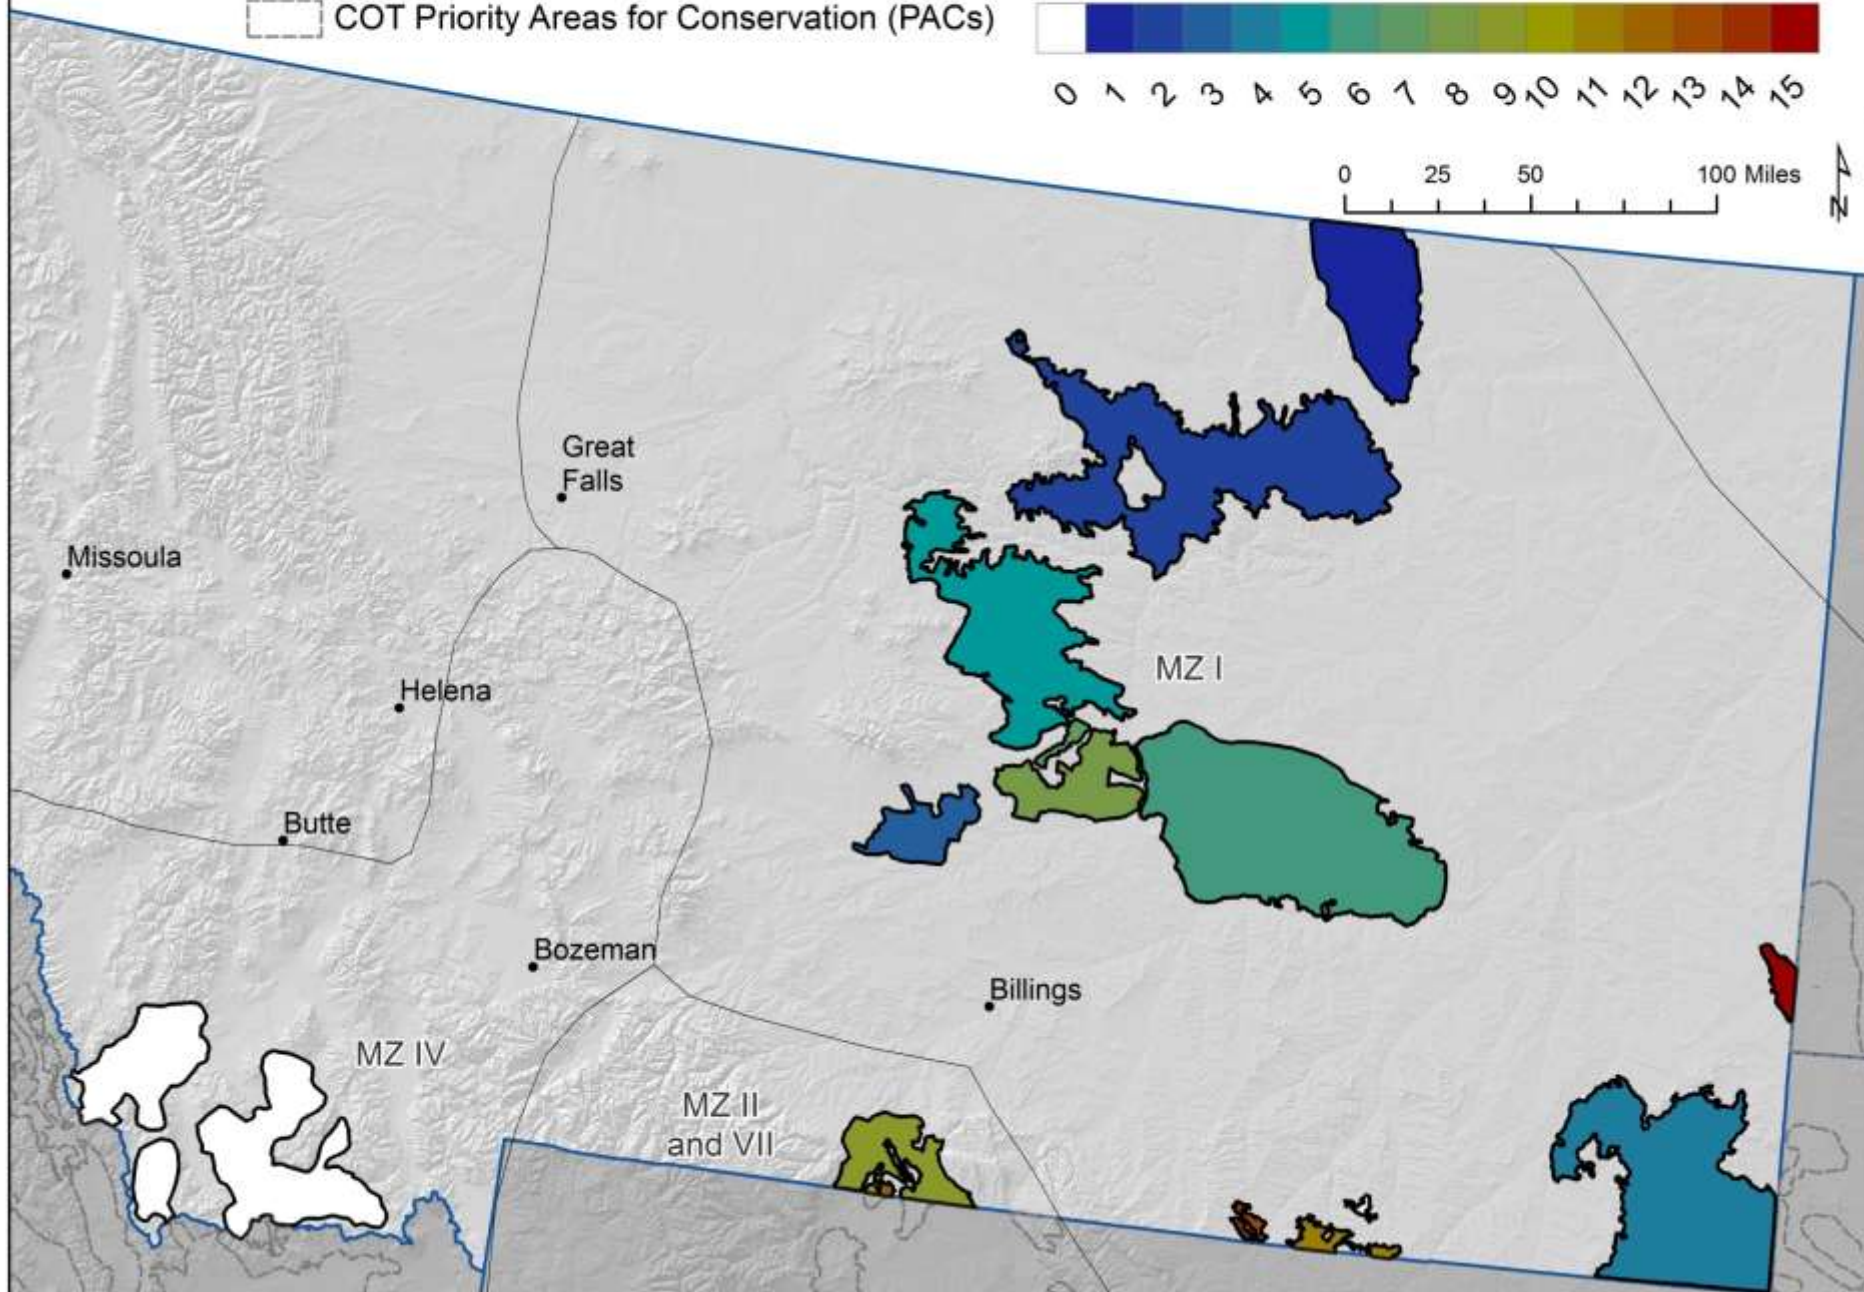 COT Priority Areas for Conservation (PACs)
0 1 2 3 4 5 6 7 8 9 10 11 12 13 14 15
0 25 50 100 Miles
N
Great
Falls
Missoula
MZ I
Helena
Butte
Bozeman
Billings
MZ IV
MZ II
and VII